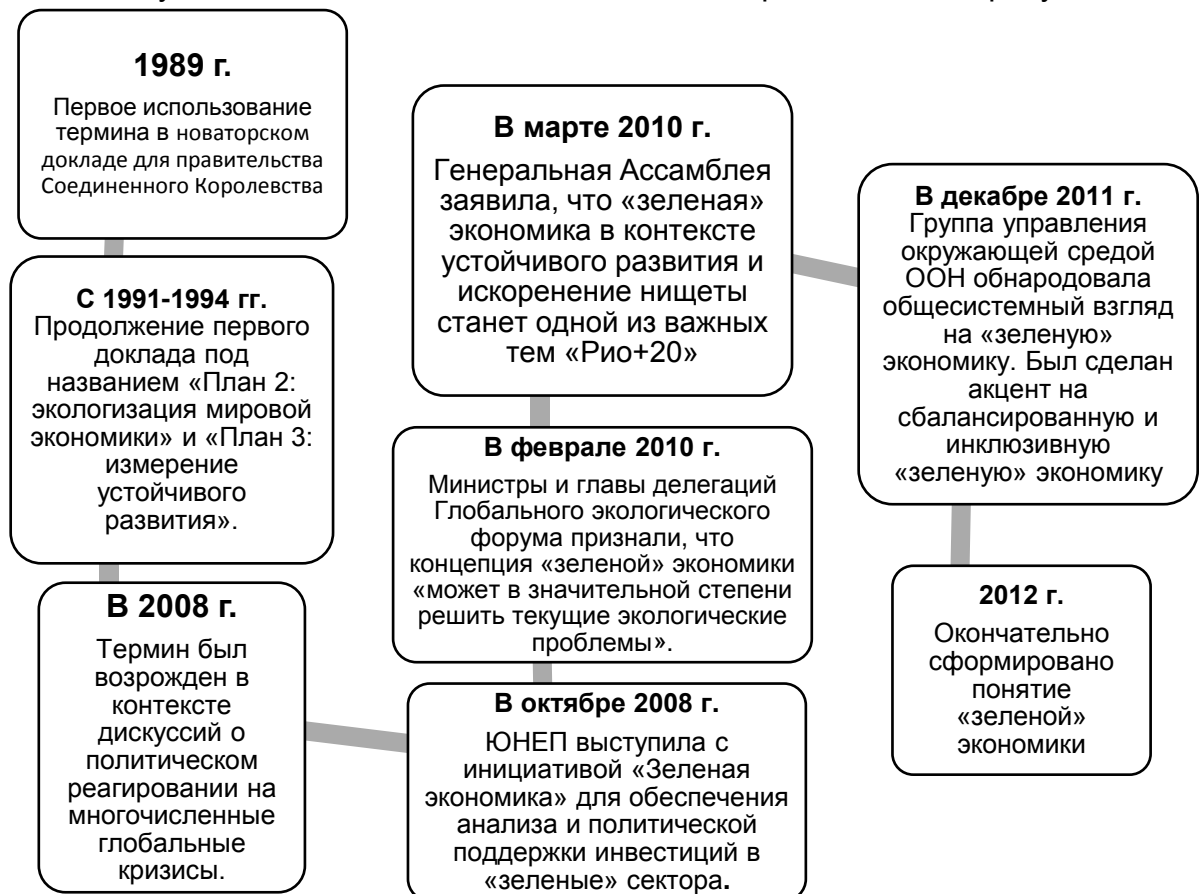 1989 г.
Первое использование
термина в новаторском
докладе для правительства
Соединенного Королевства
С 1991-1994 гг.
Продолжение первого
доклада под
названием «План 2:
экологизация мировой
экономики» и «План 3:
измерение
устойчивого
развития».
В 2008 г.
Термин был
возрожден в
контексте
дискуссий о
политическом
реагировании на
многочисленные
глобальные
кризисы.
В октябре 2008 г.
ЮНЕП выступила с
инициативой «Зеленая
экономика» для обеспечения
анализа и политической
поддержки инвестиций в
«зеленые» сектора.
В феврале 2010 г.
Министры и главы делегаций
Глобального экологического
форума признали, что
концепция «зеленой» экономики
«может в значительной степени
решить текущие экологические
проблемы».
В марте 2010 г.
Генеральная Ассамблея
заявила, что «зеленая»
экономика в контексте
устойчивого развития и
искоренение нищеты
станет одной из важных
тем «Рио+20»
В декабре 2011 г.
Группа управления
окружающей средой
ООН обнародовала
общесистемный взгляд
на «зеленую»
экономику. Был сделан
акцент на
сбалансированную и
инклюзивную
«зеленую» экономику
2012 г.
Окончательно
сформировано
понятие
«зеленой»
экономики